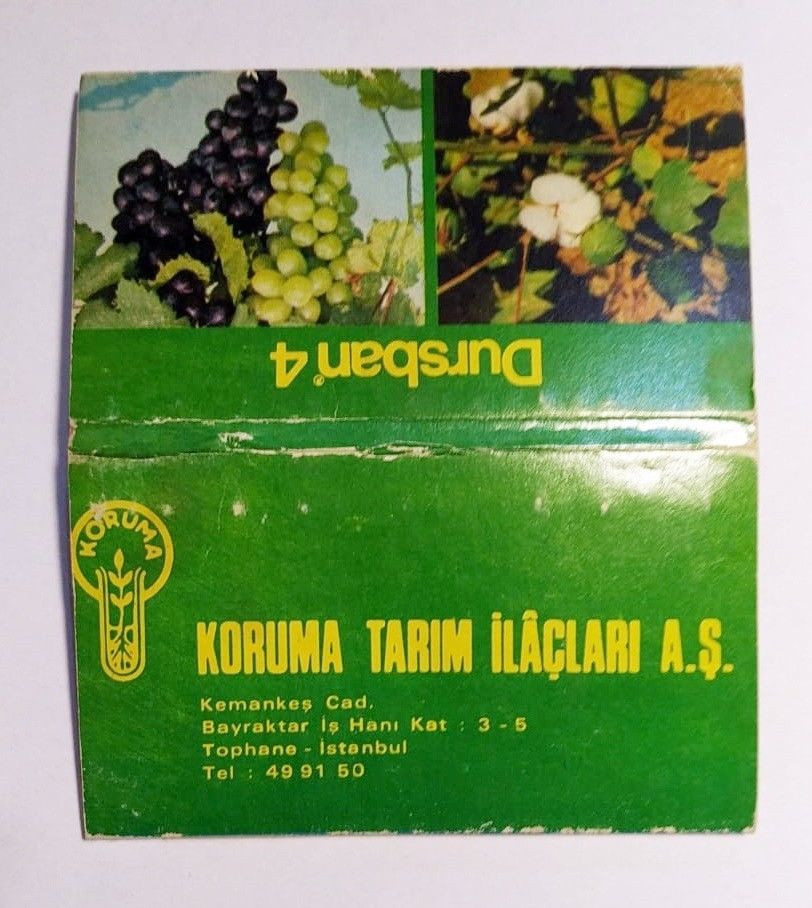 Dursban® 4
KORUMA
KORUMA TARIM İLÂÇLARI A.Ş.
Kemankeş Cad.
Bayraktar İş Hanı Kat : 3 - 5
Tophane - İstanbul
Tel : 49 91 50